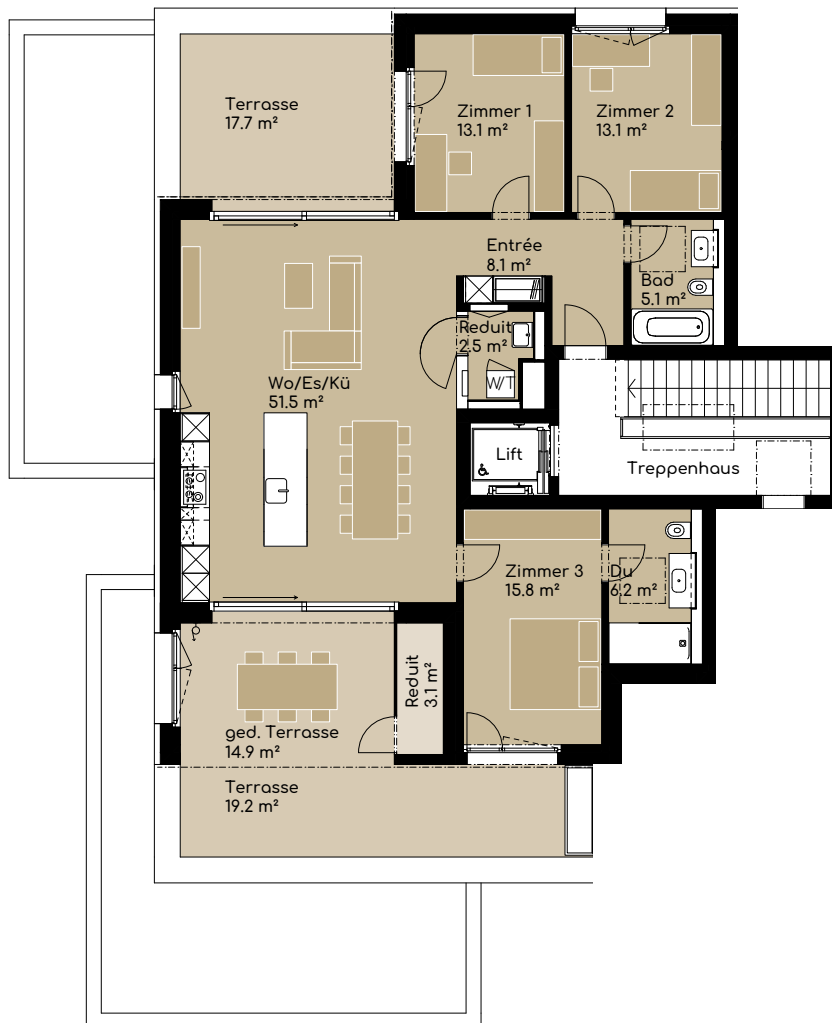 Terrasse
17.7 m²
Zimmer 1
13.1 m²
Zimmer 2
13.1 m²
Entrée
8.1 m²
Bad
5.1 m²
Reduit
2.5 m²
W/T
Wo/Es/Kü
51.5 m²
Lift
Treppenhaus
Zimmer 3
15.8 m²
Du
6.2 m²
Reduit
3.1 m²
ged. Terrasse
14.9 m²
Terrasse
19.2 m²